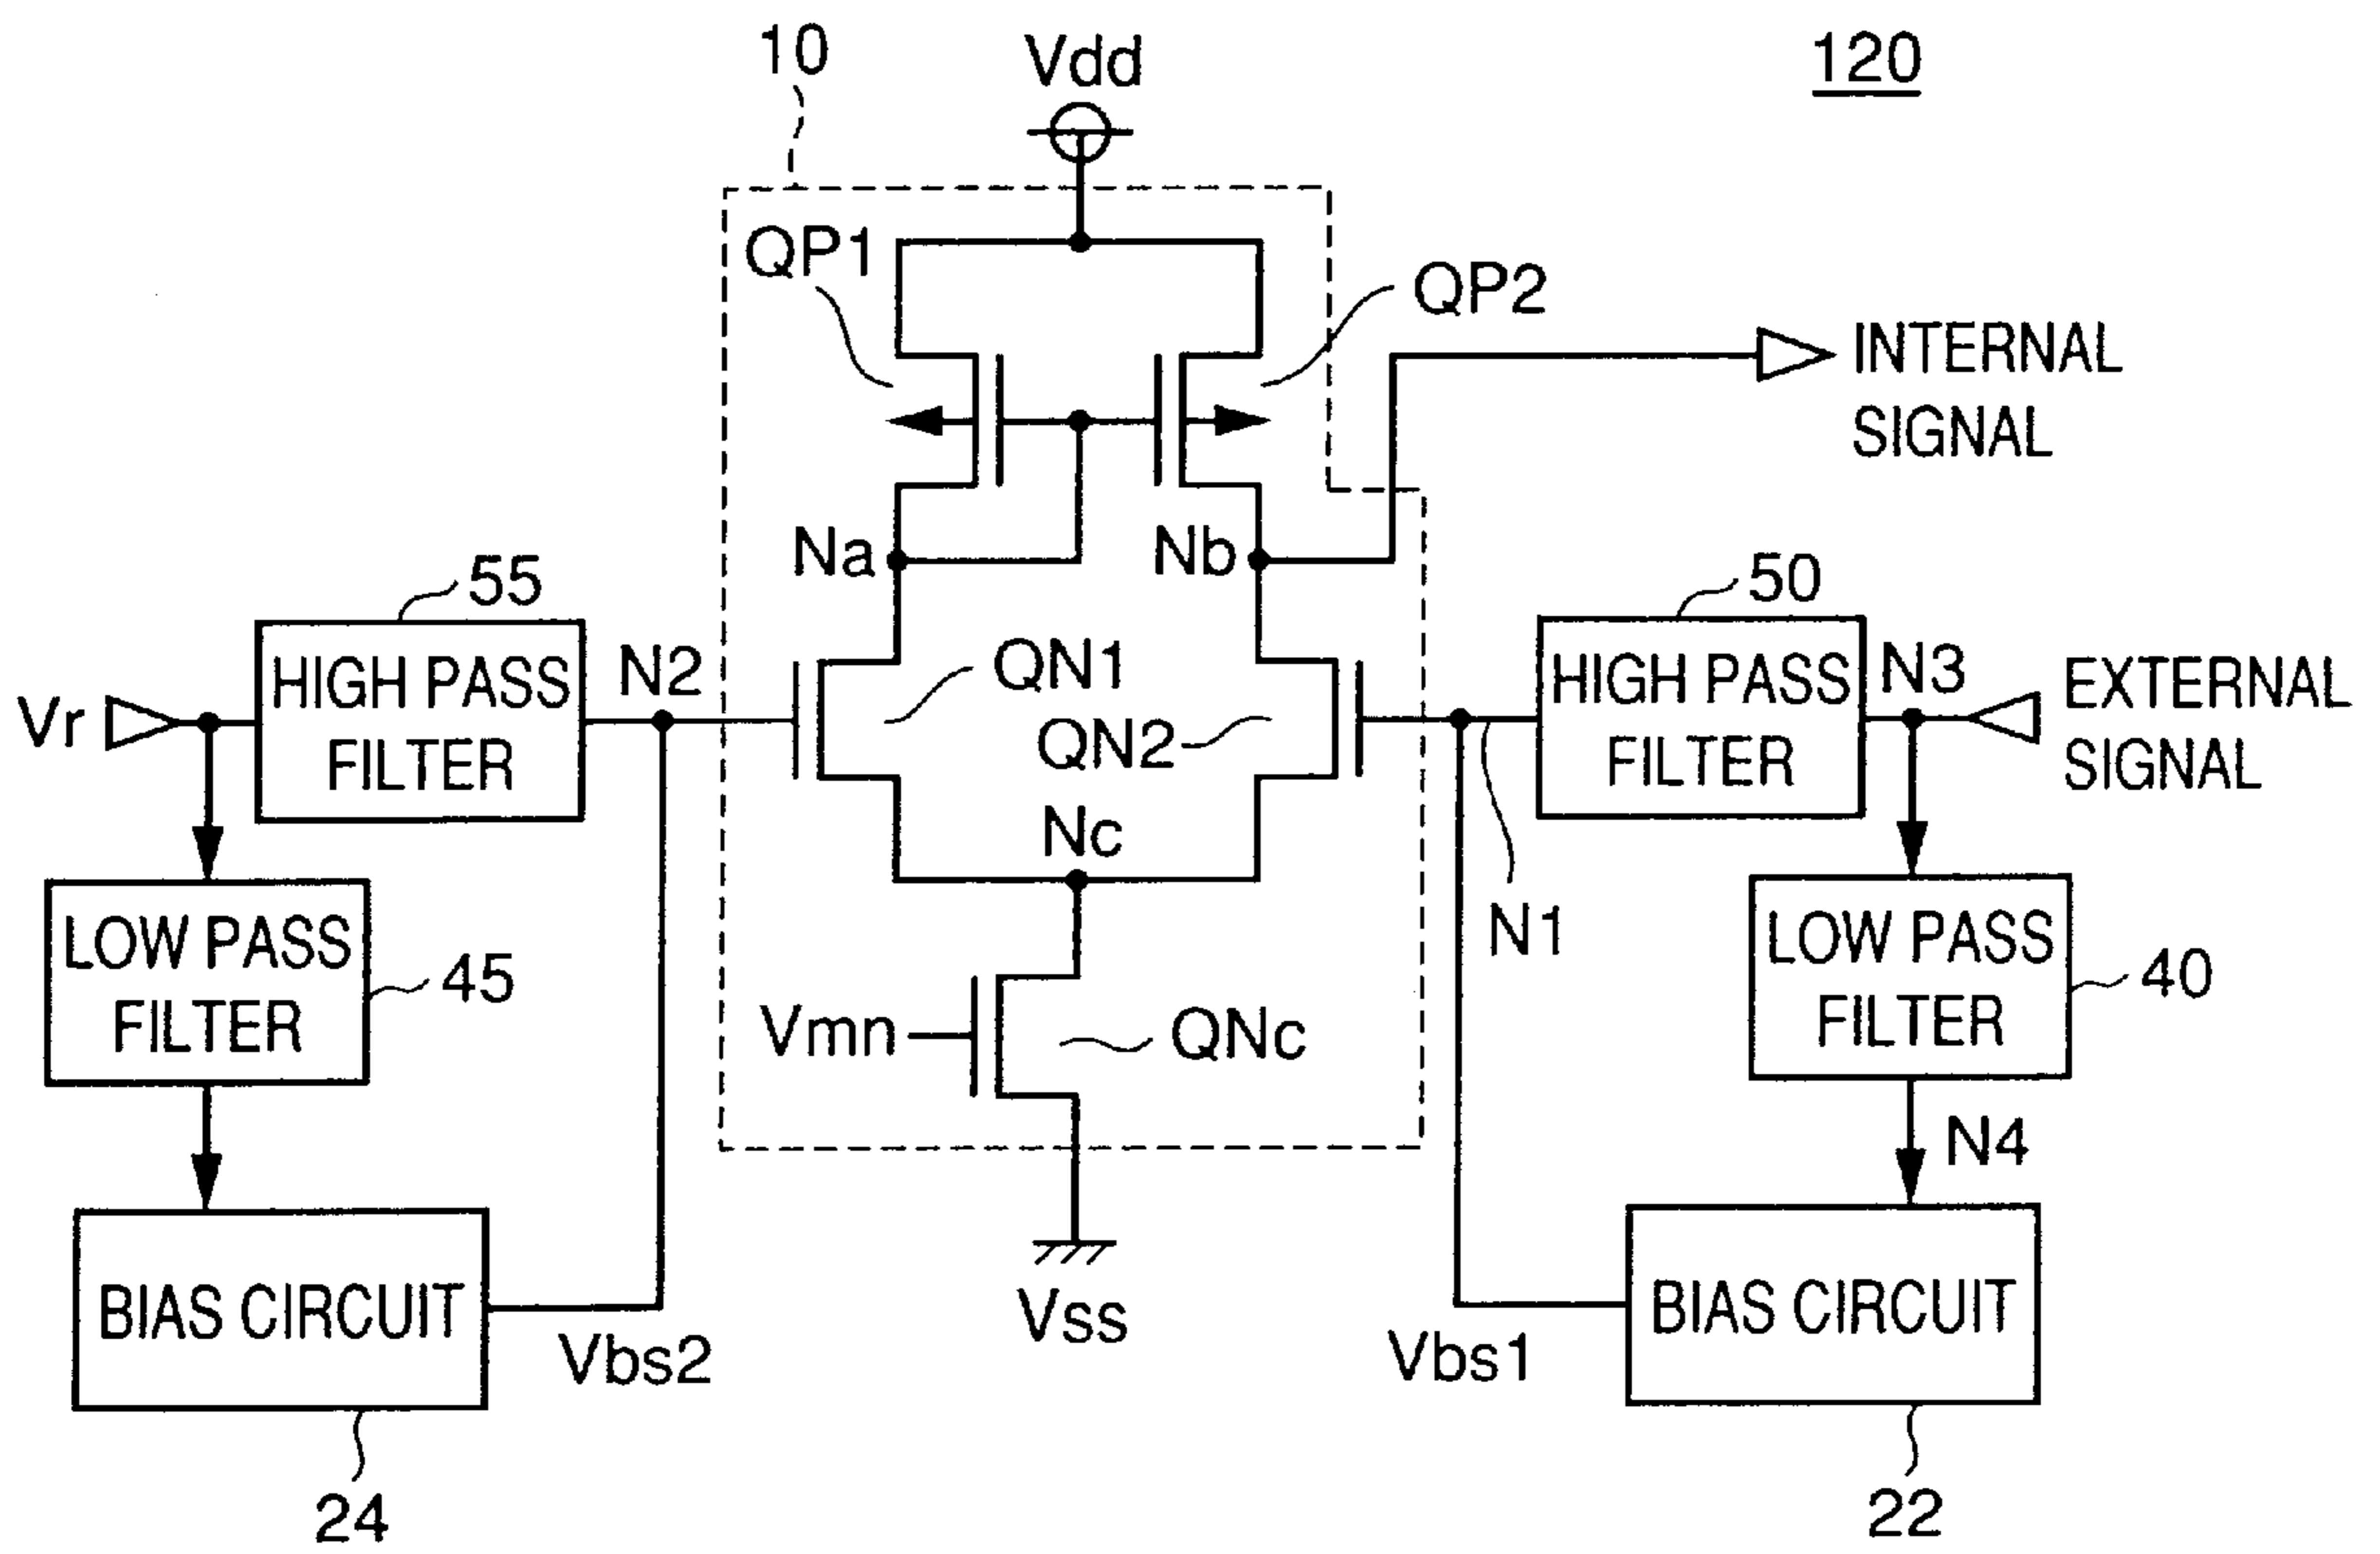 10
Vdd
120
QP1
QP2
INTERNAL
SIGNAL
Na
Nb
55
50
HIGH PASS
FILTER
N2
QN1
QN2
HIGH PASS
FILTER
N3
EXTERNAL
SIGNAL
Vr
Nc
N1
LOW PASS
FILTER
45
LOW PASS
FILTER
40
Vmn
QNc
N4
BIAS CIRCUIT
Vbs2
Vss
Vbs1
BIAS CIRCUIT
24
22